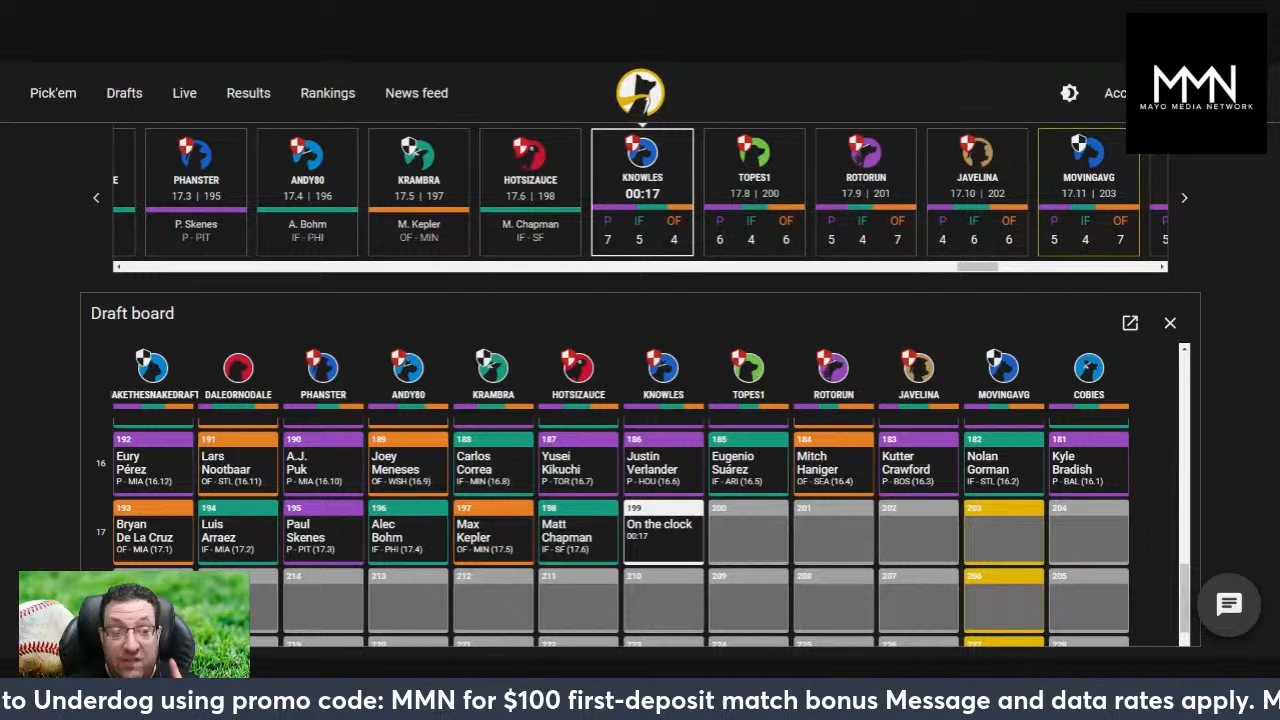 MMN
MAYO MEDIA NETWORK
Pick'em Drafts Live Results Rankings News feed Acc
E PHANSTER ANDY80 KRAMBRA HOTSIZAUCE KNOWLES TOPES1 ROTORUN JAVELINA MOVINGAVG
17.3 | 195 17.4 | 196 17.5 | 197 17.6 | 198 00:17 17.8 | 200 17.9 | 201 17.10 | 202 17.11 | 203
P. Skenes A. Bohm M. Kepler M. Chapman P IF OF P IF OF P IF OF P IF OF P IF OF P
P - PIT IF - PHI OF - MIN IF - SF 7 5 4 6 4 6 5 4 7 4 6 6 5 4 7 5
Draft board
AKETHESNAKEDRAFT DALEORNODALE PHANSTER ANDY80 KRAMBRA HOTSIZAUCE KNOWLES TOPES1 ROTORUN JAVELINA MOVINGAVG COBIES
192 191 190 189 188 187 186 185 184 183 182 181
16 Eury Lars A.J. Joey Carlos Yusei Justin Eugenio Mitch Kutter Nolan Kyle
Pérez Nootbaar Puk Meneses Correa Kikuchi Verlander Suárez Haniger Crawford Gorman Bradish
P - MIA (16.12) OF - STL (16.11) P - MIA (16.10) OF - WSH (16.9) IF - MIN (16.8) P - TOR (16.7) P - HOU (16.6) IF - ARI (16.5) OF - SEA (16.4) P - BOS (16.3) IF - STL (16.2) P - BAL (16.1)
193 194 195 196 197 198 199 200 201 202 203 204
17 Bryan Luis Paul Alec Max Matt On the clock
De La Cruz Arraez Skenes Bohm Kepler Chapman 00:17
OF - MIA (17.1) IF - MIA (17.2) P - PIT (17.3) IF - PHI (17.4) OF - MIN (17.5) IF - SF (17.6)
214 213 212 211 210 209 208 207 206 205
to Underdog using promo code: MMN for $100 first-deposit match bonus Message and data rates apply. M